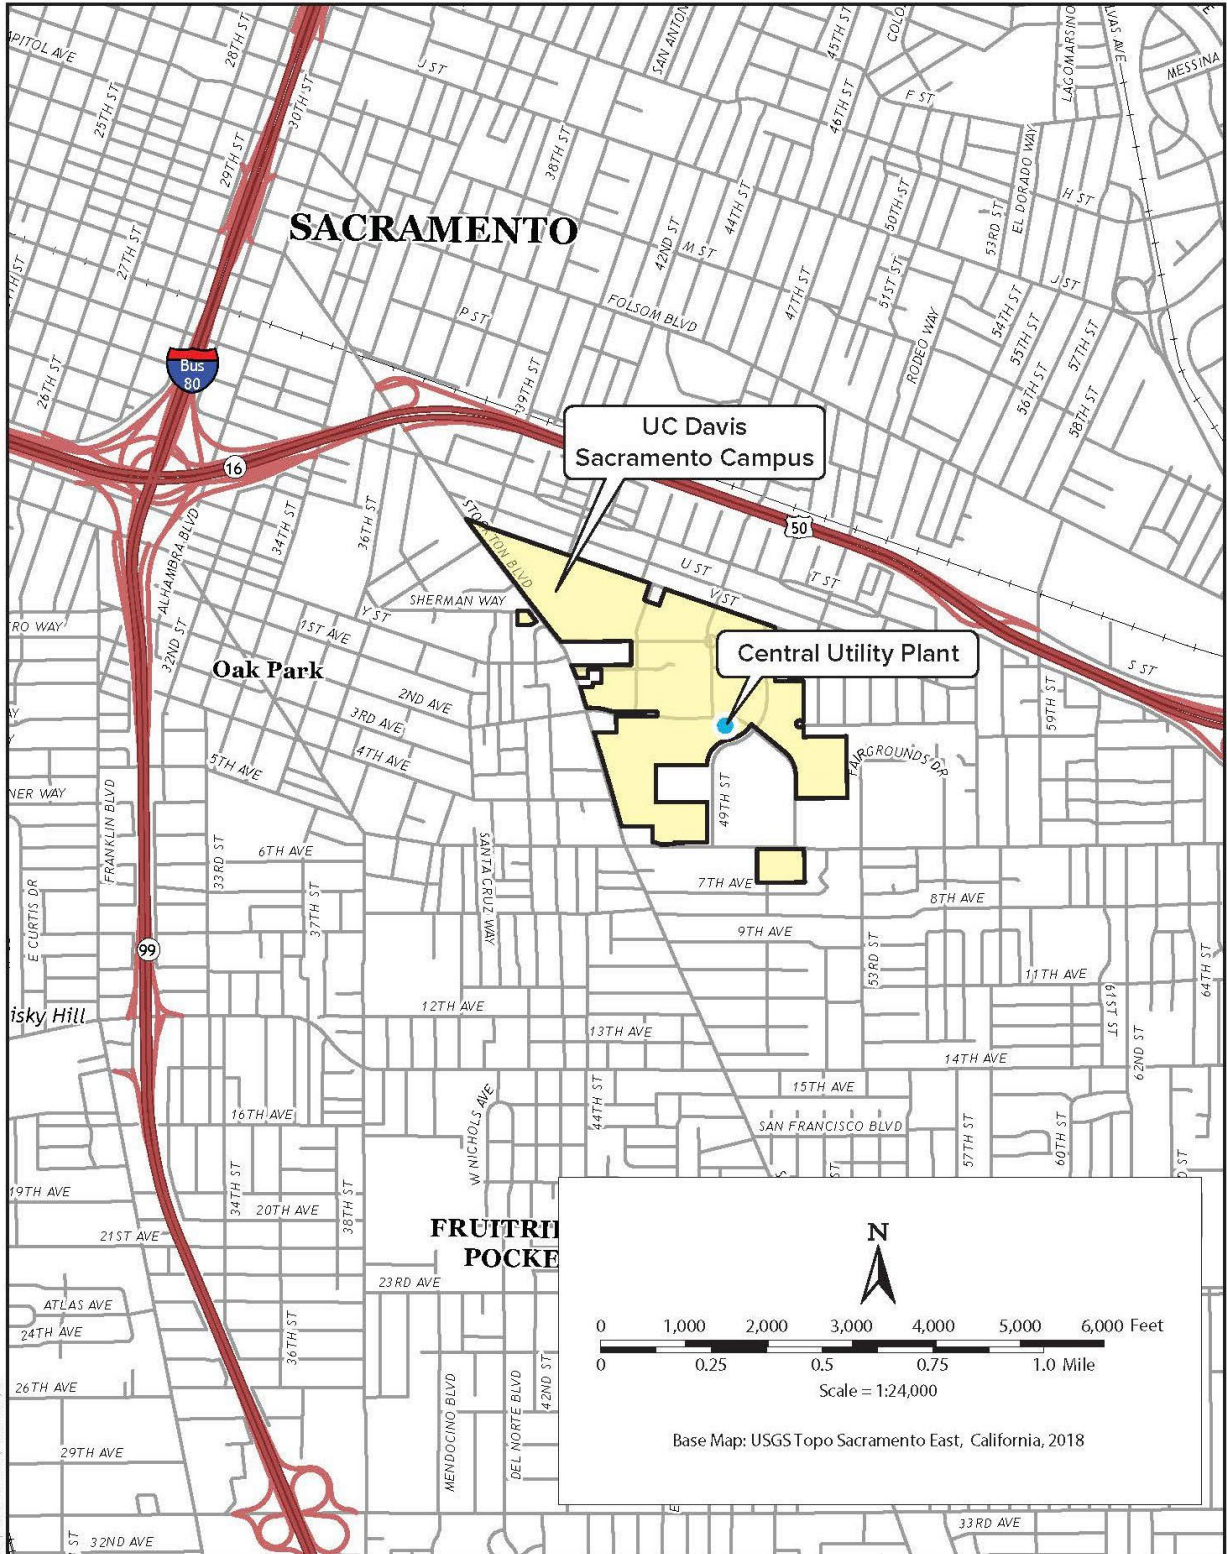 28TH ST
SAN ANTON
45TH ST
COLO
LAGOMARSINO
LVAS AVE
APITOL AVE
J ST
MESSINA
25TH ST
30TH ST
46TH ST
F ST
29TH ST
38TH ST
EL DORADO WAY
44TH ST
50TH ST
H ST
SACRAMENTO
42ND ST
53RD ST
27TH ST
M ST
J ST
47TH ST
51ST ST
P ST
FOLSOM BLVD
54TH ST
55TH ST
57TH ST
RODEO WAY
Bus
80
26TH ST
39TH ST
56TH ST
58TH ST
UC Davis
Sacramento Campus
16
34TH ST
36TH ST
50
ALHAMBRA BLVD
STOCKTON BLVD
U ST
T ST
SHERMAN WAY
V ST
Y ST
1ST AVE
32ND ST
Oak Park
Central Utility Plant
S ST
2ND AVE
3RD AVE
59TH ST
4TH AVE
5TH AVE
FAIRGROUNDS DR
NER WAY
FRANKLIN BLVD
49TH ST
33RD ST
6TH AVE
SANTA CRUZ WAY
7TH AVE
8TH AVE
E CURTIS DR
37TH ST
9TH AVE
53RD ST
99
11TH AVE
64TH ST
12TH AVE
61ST ST
isky Hill
13TH AVE
62ND ST
14TH AVE
15TH AVE
16TH AVE
W NICHOLS AVE
44TH ST
SAN FRANCISCO BLVD
57TH ST
60TH ST
19TH AVE
34TH ST
20TH AVE
38TH ST
21ST AVE
FRUITRI
POCKE
N
23RD AVE
ATLAS AVE
24TH AVE
36TH ST
0 1,000 2,000 3,000 4,000 5,000 6,000 Feet
0 0.25 0.5 0.75 1.0 Mile
26TH AVE
42ND ST
Scale = 1:24,000
MENDOCINO BLVD
DEL NORTE BLVD
29TH AVE
Base Map: USGS Topo Sacramento East, California, 2018
33RD AVE
32ND AVE